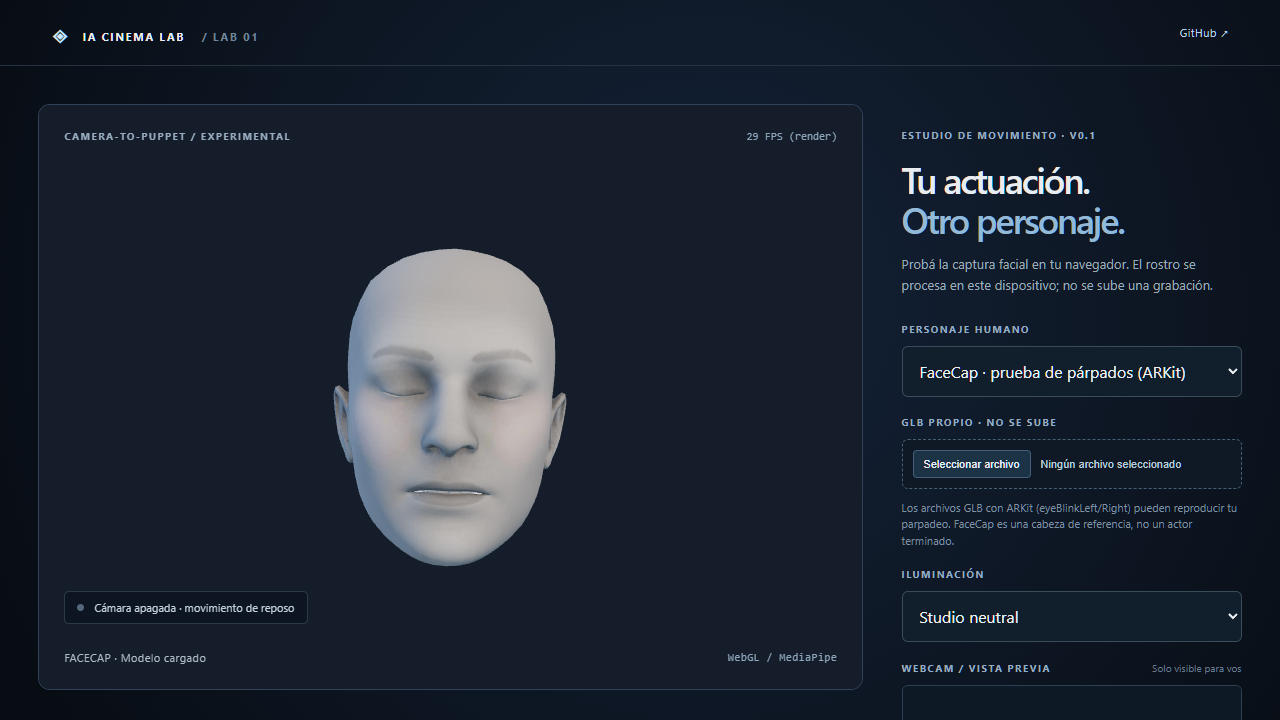 IA CINEMA LAB / LAB 01
GitHub ↗
CAMERA-TO-PUPPET / EXPERIMENTAL
29 FPS (render)
Cámara apagada · movimiento de reposo
FACECAP · Modelo cargado
WebGL / MediaPipe
ESTUDIO DE MOVIMIENTO · V0.1
Tu actuación.
Otro personaje.
Probá la captura facial en tu navegador. El rostro se
procesa en este dispositivo; no se sube una grabación.
PERSONAJE HUMANO
FaceCap · prueba de párpados (ARKit)
GLB PROPIO · NO SE SUBE
Seleccionar archivo Ningún archivo seleccionado
Los archivos GLB con ARKit (eyeBlinkLeft/Right) pueden reproducir tu
parpadeo. FaceCap es una cabeza de referencia, no un actor
terminado.
ILUMINACIÓN
Studio neutral
WEBCAM / VISTA PREVIA
Solo visible para vos